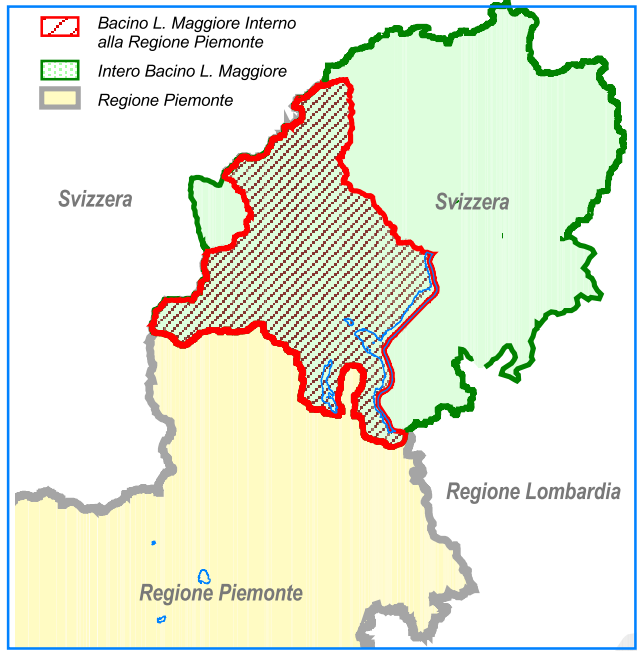 Bacino L. Maggiore Interno
alla Regione Piemonte
Intero Bacino L. Maggiore
Regione Piemonte
Svizzera
Svizzera
Regione Lombardia
Regione Piemonte